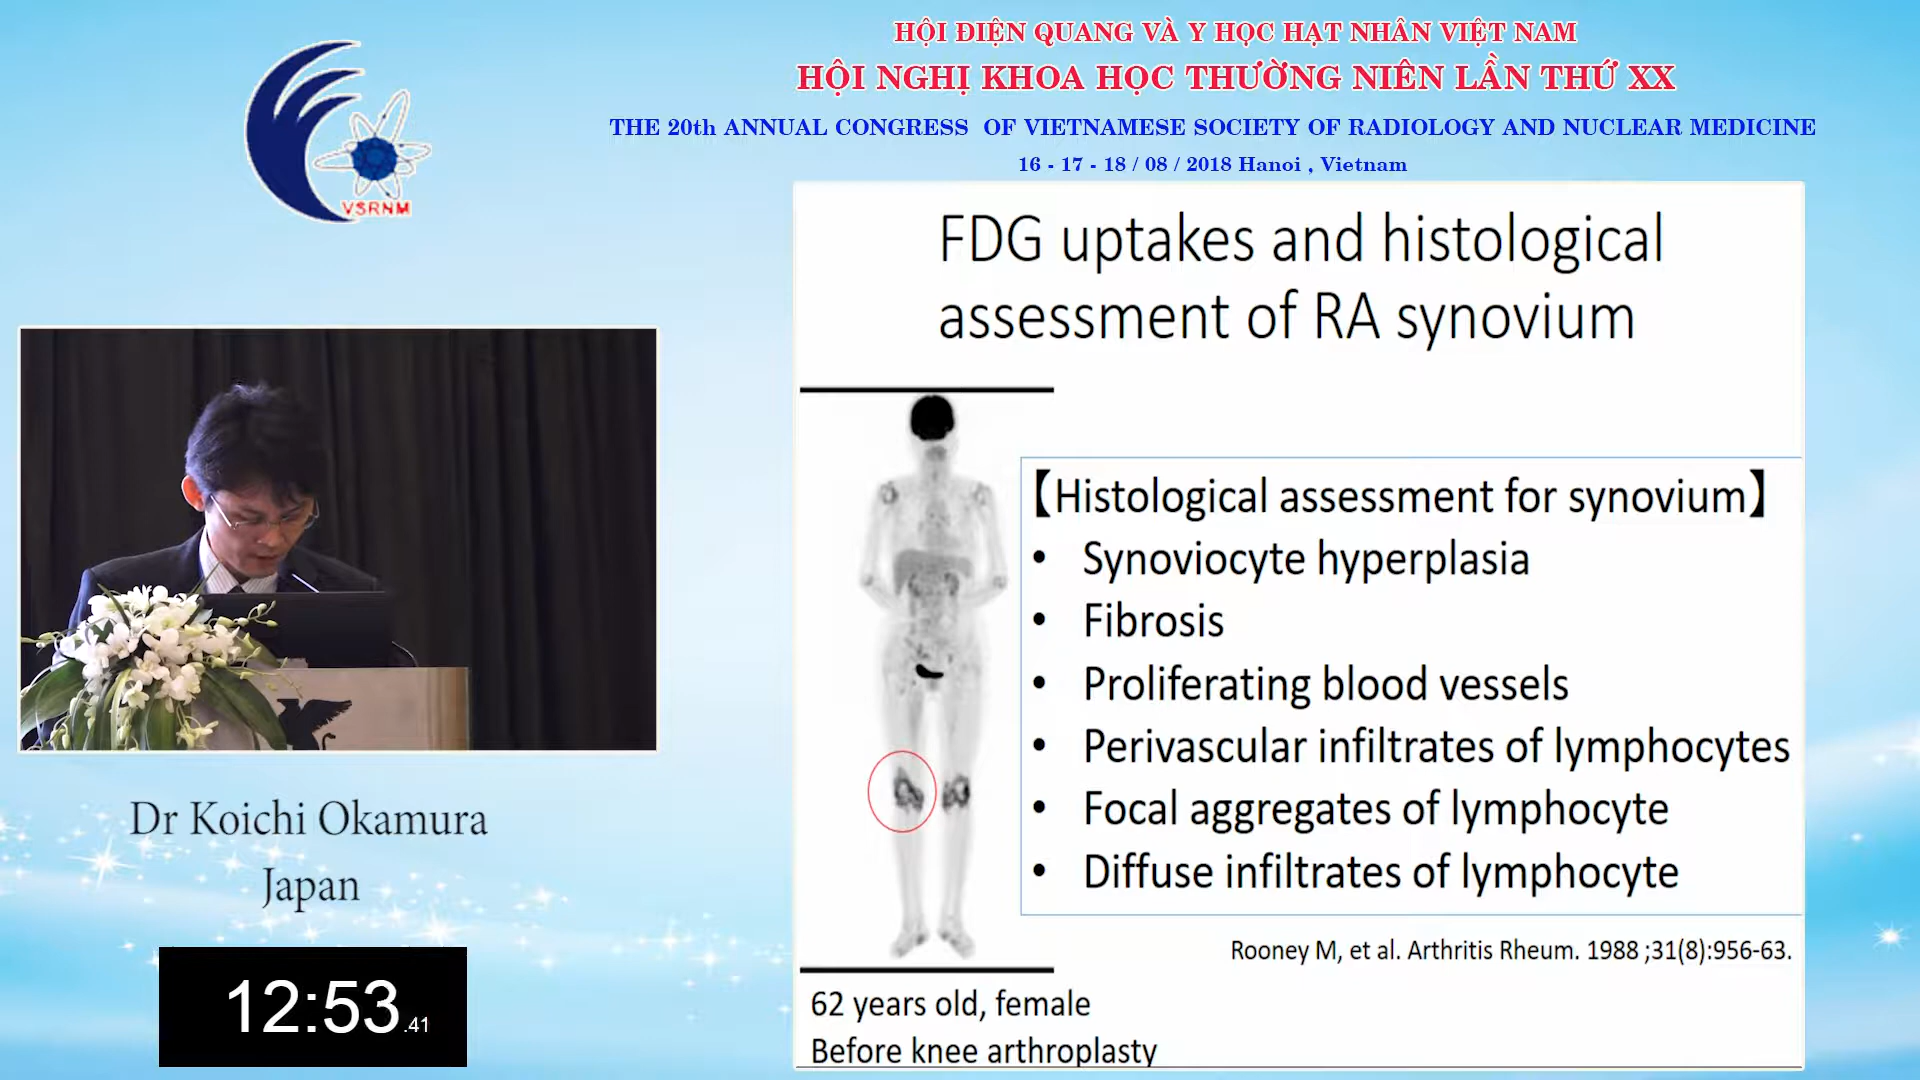 HỘI ĐIỆN QUANG VÀ Y HỌC HẠT NHÂN VIỆT NAM
HỘI NGHỊ KHOA HỌC THƯỜNG NIÊN LẦN THỨ XX
THE 20th ANNUAL CONGRESS OF VIETNAMESE SOCIETY OF RADIOLOGY AND NUCLEAR MEDICINE
16 - 17 - 18 / 08 / 2018 Hanoi , Vietnam
VSRNM
FDG uptakes and histological
assessment of RA synovium
【Histological assessment for synovium】
• Synoviocyte hyperplasia
• Fibrosis
• Proliferating blood vessels
• Perivascular infiltrates of lymphocytes
• Focal aggregates of lymphocyte
• Diffuse infiltrates of lymphocyte
Rooney M, et al. Arthritis Rheum. 1988 ;31(8):956-63.
62 years old, female
Before knee arthroplasty
Dr Koichi Okamura
Japan
12:53.41